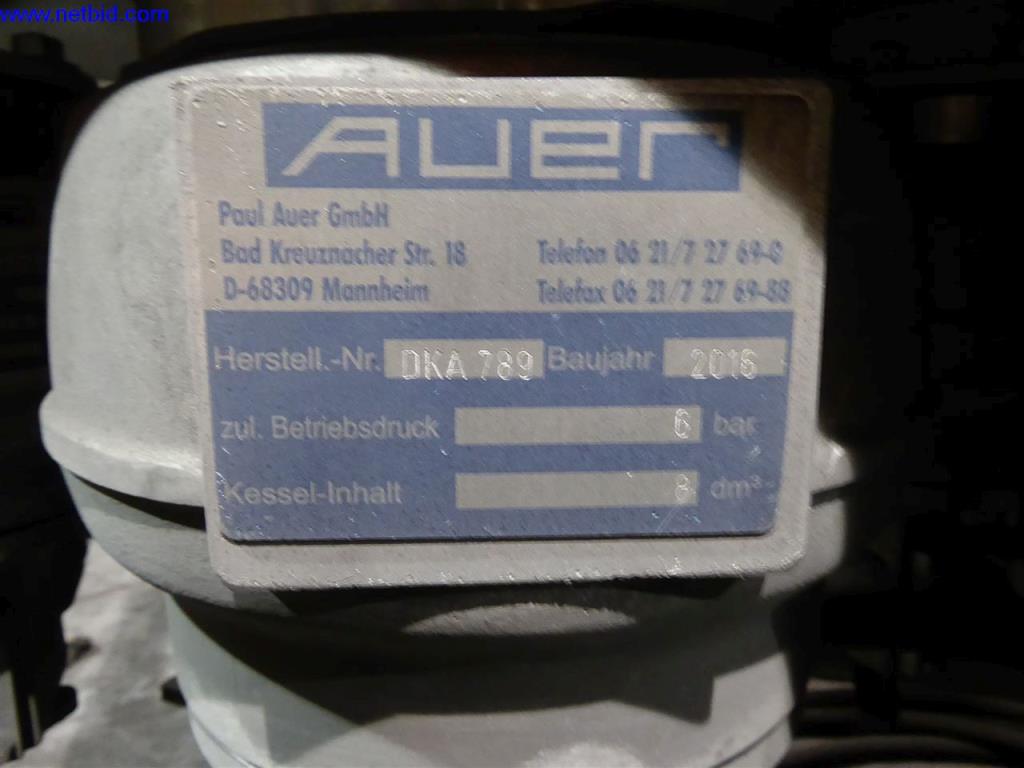 www.netbid.com
AUer
Paul Auer GmbH
Bad Kreuznacher Str. 18 Telefon 06 21/7 27 69-0
D-68309 Mannheim Telefax 06 21/7 27 69-88
Herstell.-Nr. DKA 789 Baujahr 2016
zul. Betriebsdruck 6 bar
Kessel-Inhalt 8 dm³